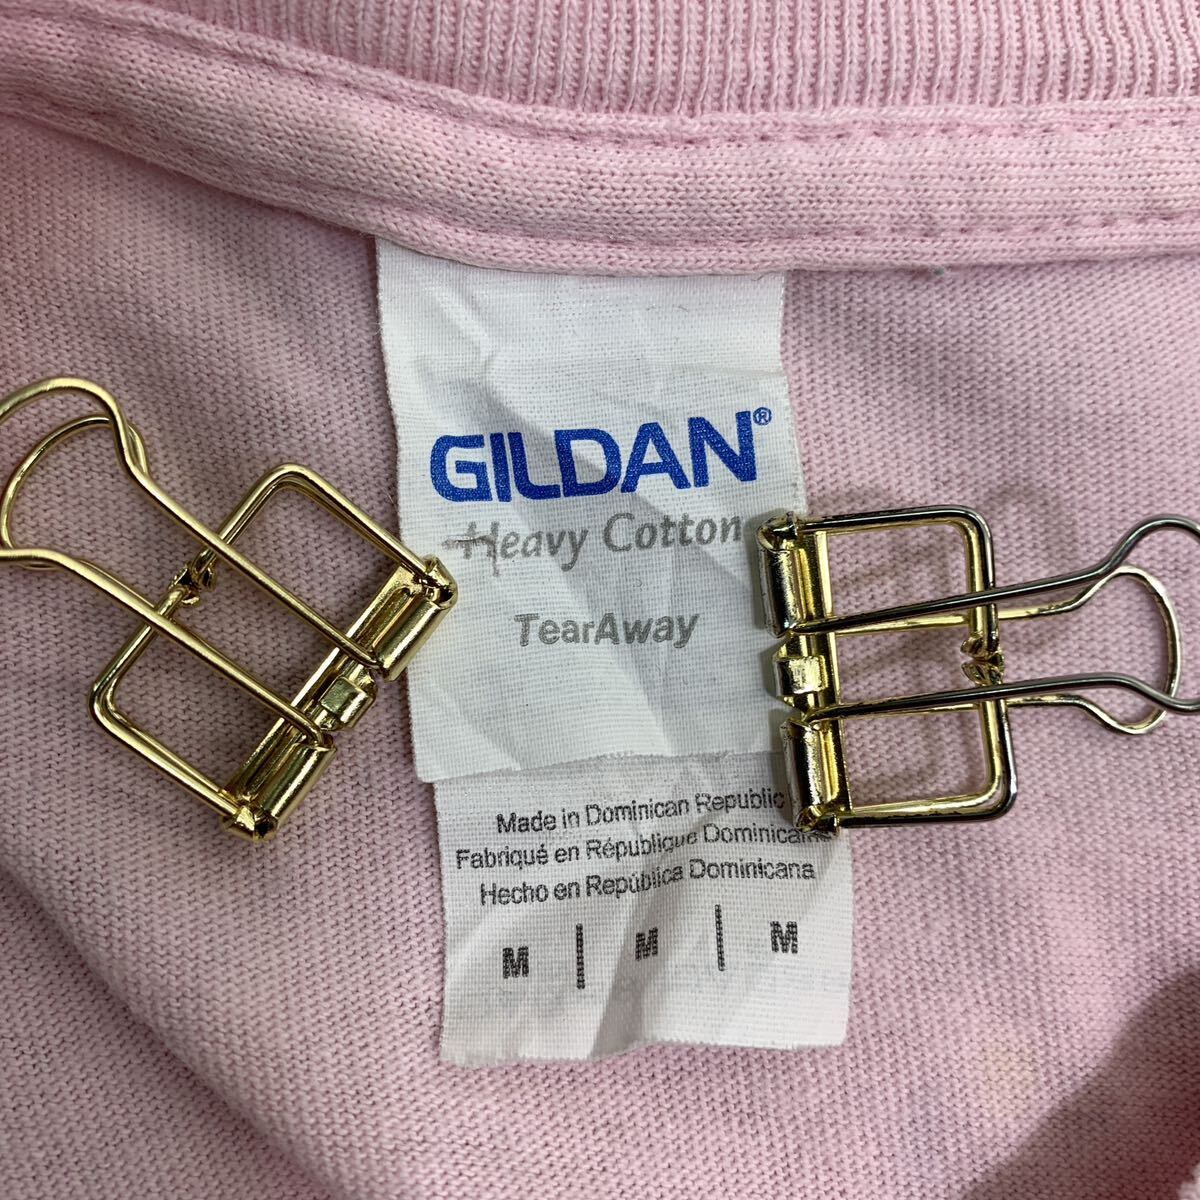 GILDAN®
Heavy Cotton
TearAway
Made in Dominican Republic
Fabriqué en République Dominicaine
Hecho en República Dominicana
M | M | M